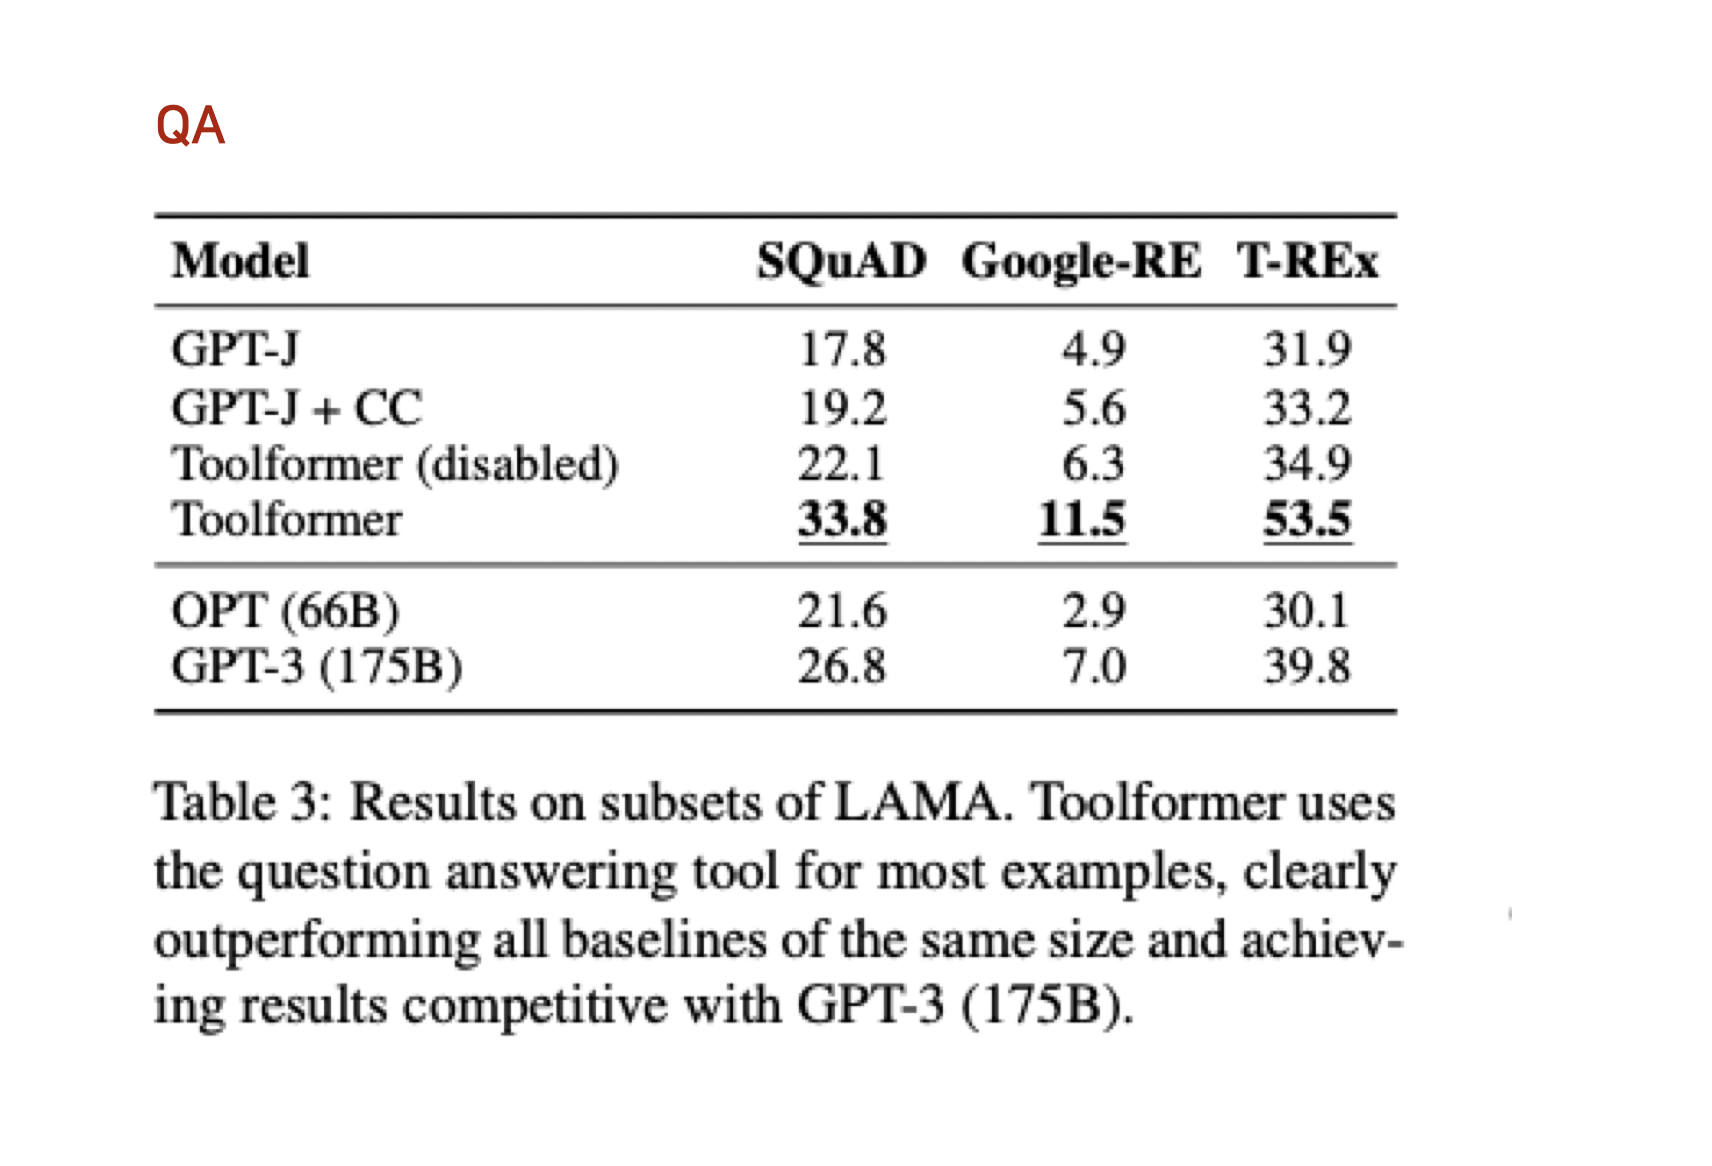 QA
Model SQuAD Google-RE T-REx
GPT-J 17.8 4.9 31.9
GPT-J + CC 19.2 5.6 33.2
Toolformer (disabled) 22.1 6.3 34.9
Toolformer 33.8 11.5 53.5
OPT (66B) 21.6 2.9 30.1
GPT-3 (175B) 26.8 7.0 39.8
Table 3: Results on subsets of LAMA. Toolformer uses
the question answering tool for most examples, clearly
outperforming all baselines of the same size and achiev-
ing results competitive with GPT-3 (175B).